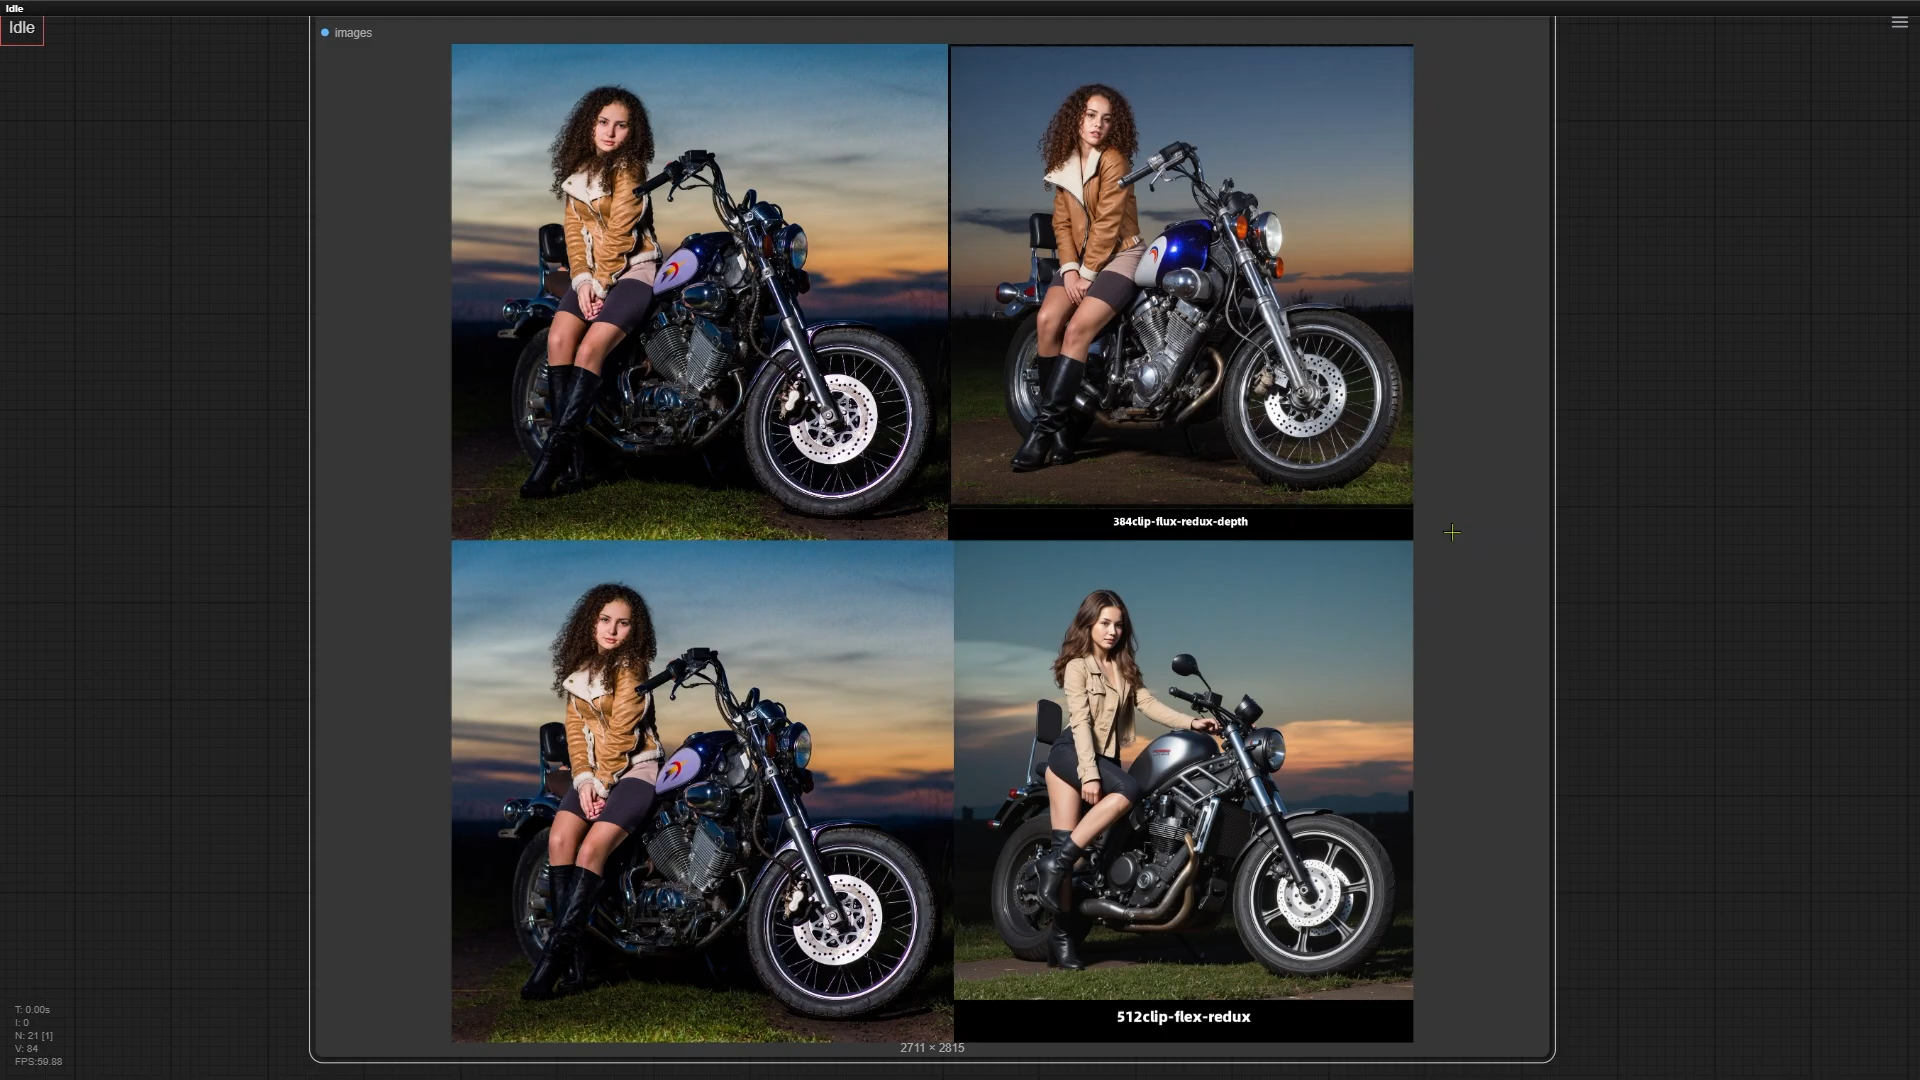 Idle
Idle
images
384clip-flux-redux-depth
512clip-flex-redux
2711 × 2815
T: 0.00s
I: 0
N: 21 [1]
V: 84
FPS:59.88